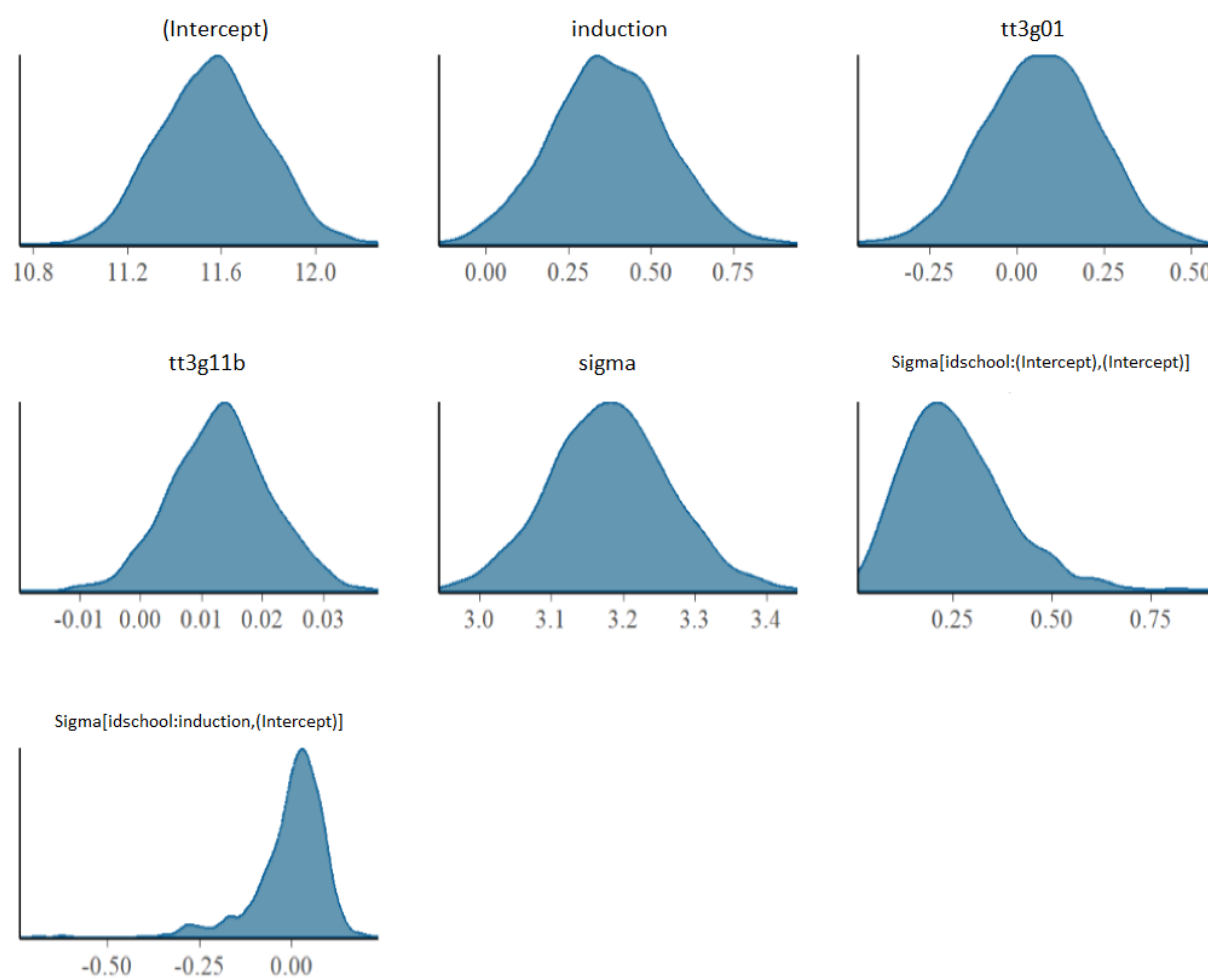 (Intercept) induction tt3g01
10.8 11.2 11.6 12.0 0.00 0.25 0.50 0.75 -0.25 0.00 0.25 0.50
tt3g11b sigma Sigma[idschool:(Intercept),(Intercept)]
-0.01 0.00 0.01 0.02 0.03 3.0 3.1 3.2 3.3 3.4 0.25 0.50 0.75
Sigma[idschool:induction,(Intercept)]
-0.50 -0.25 0.00